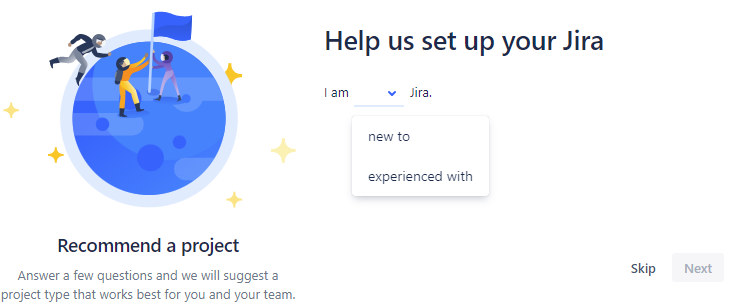 Help us set up your Jira
I am Jira.
new to
experienced with
Recommend a project
Answer a few questions and we will suggest a
project type that works best for you and your team.
Skip Next